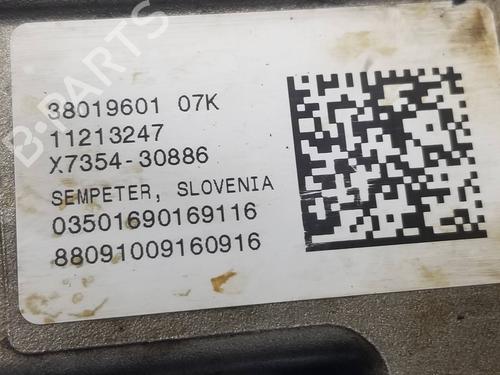 B-PARTS
38019601 07K
11213247
X7354-30886
SEMPETER, SLOVENIA
03501690169116
88091009160916